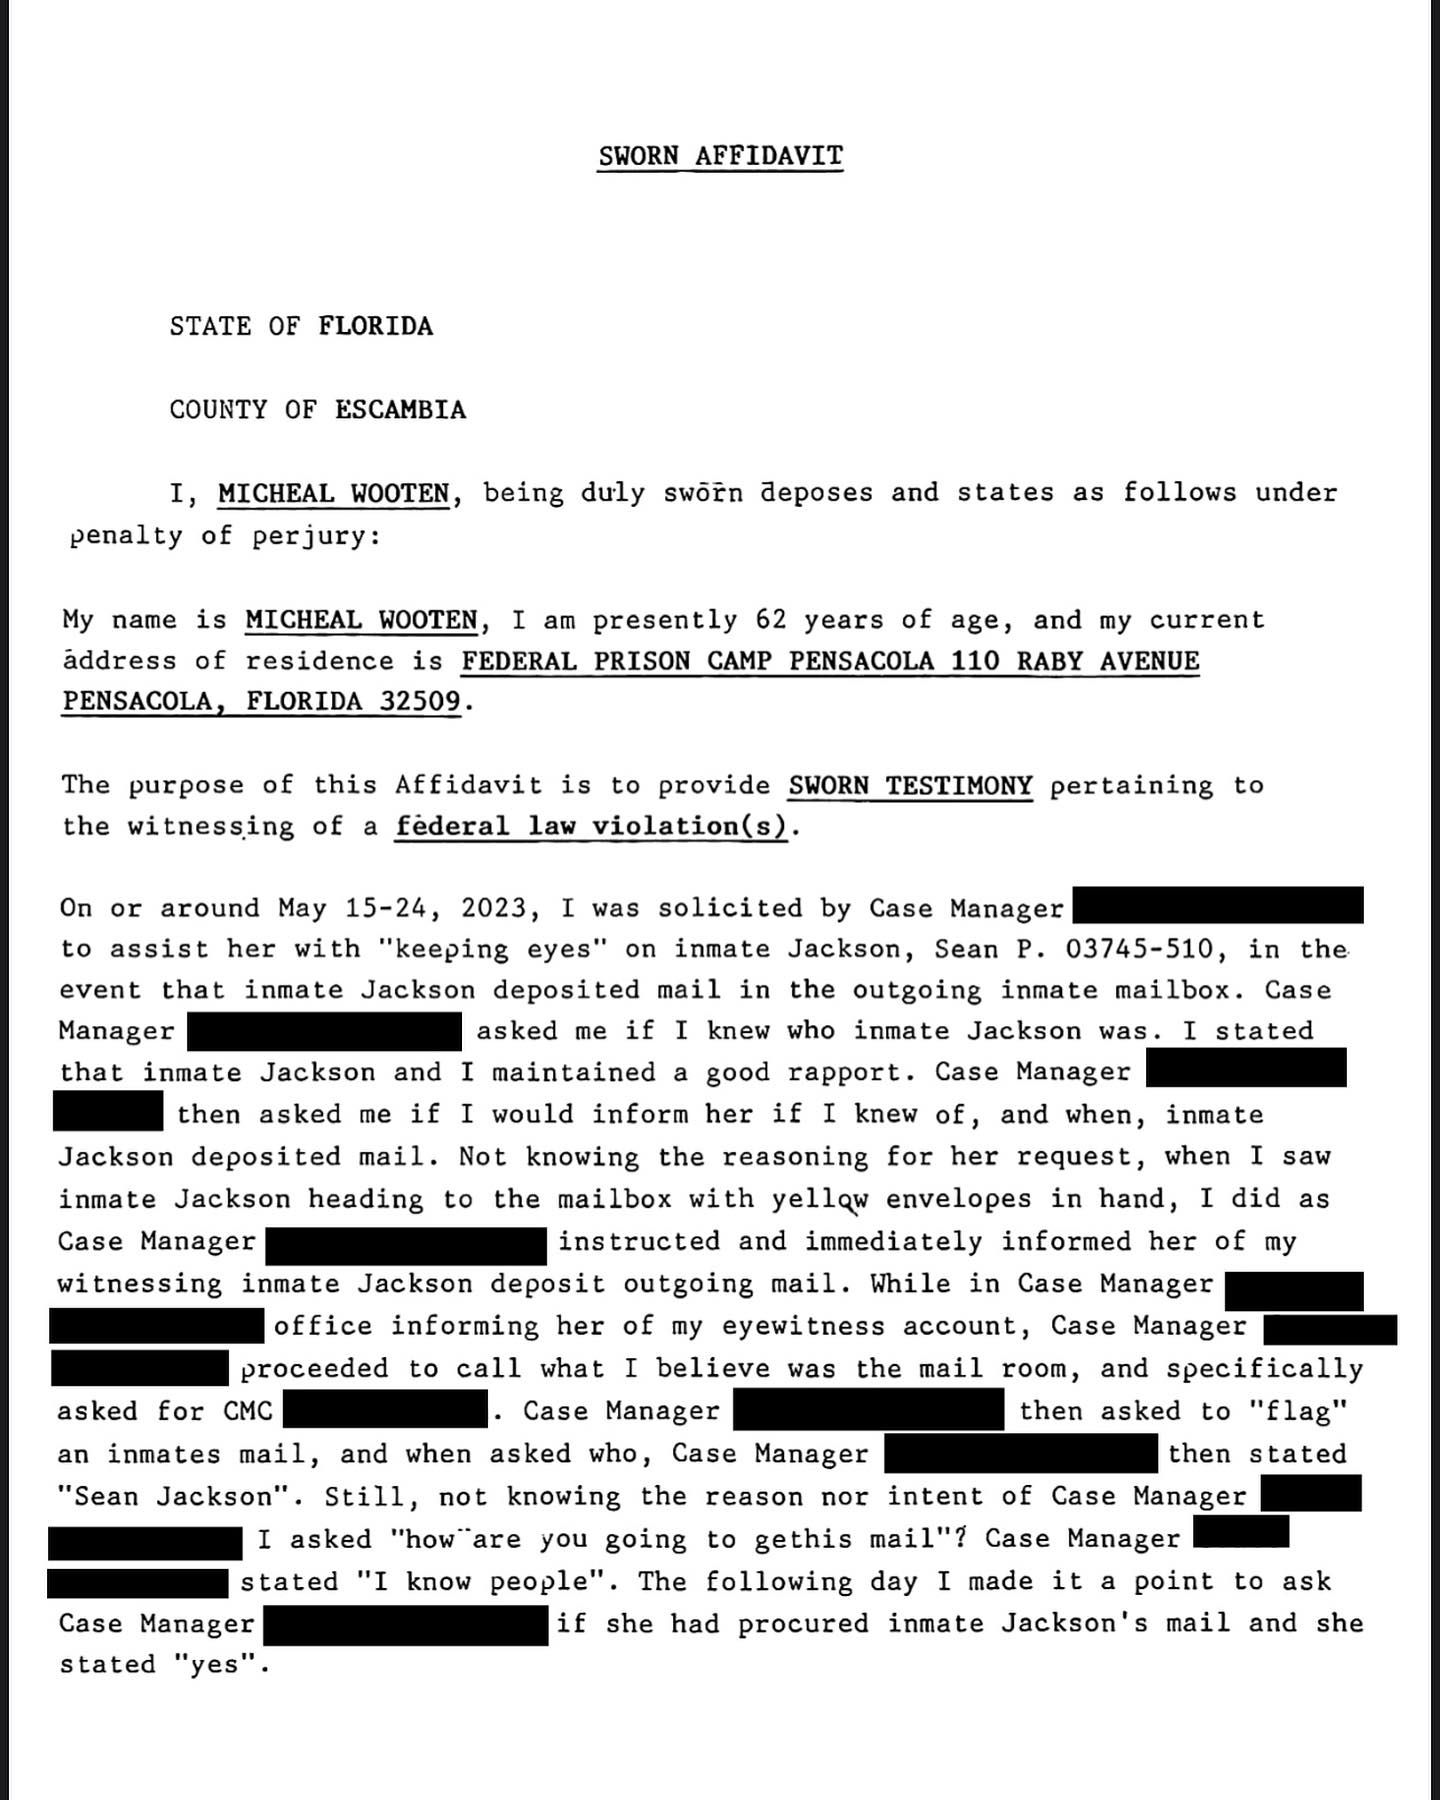 SWORN AFFIDAVIT
STATE OF FLORIDA
COUNTY OF ESCAMBIA
I, MICHEAL WOOTEN, being duly sworn deposes and states as follows under
penalty of perjury:
My name is MICHEAL WOOTEN, I am presently 62 years of age, and my current
address of residence is FEDERAL PRISON CAMP PENSACOLA 110 RABY AVENUE
PENSACOLA, FLORIDA 32509.
The purpose of this Affidavit is to provide SWORN TESTIMONY pertaining to
the witnessing of a federal law violation(s).
On or around May 15-24, 2023, I was solicited by Case Manager
to assist her with "keeping eyes" on inmate Jackson, Sean P. 03745-510, in the
event that inmate Jackson deposited mail in the outgoing inmate mailbox. Case
Manager asked me if I knew who inmate Jackson was. I stated
that inmate Jackson and I maintained a good rapport. Case Manager
then asked me if I would inform her if I knew of, and when, inmate
Jackson deposited mail. Not knowing the reasoning for her request, when I saw
inmate Jackson heading to the mailbox with yellow envelopes in hand, I did as
Case Manager instructed and immediately informed her of my
witnessing inmate Jackson deposit outgoing mail. While in Case Manager
office informing her of my eyewitness account, Case Manager
proceeded to call what I believe was the mail room, and specifically
asked for CMC . Case Manager then asked to "flag"
an inmates mail, and when asked who, Case Manager then stated
"Sean Jackson". Still, not knowing the reason nor intent of Case Manager
I asked "how are you going to gethis mail"? Case Manager
stated "I know people". The following day I made it a point to ask
Case Manager if she had procured inmate Jackson's mail and she
stated "yes".